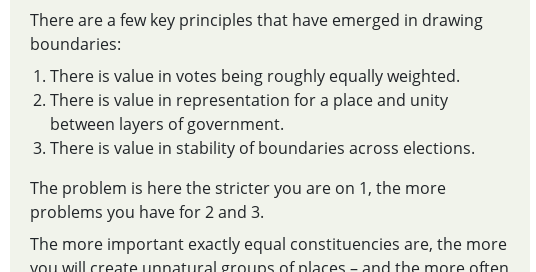 There are a few key principles that have emerged in drawing
boundaries:
1. There is value in votes being roughly equally weighted.
2. There is value in representation for a place and unity
between layers of government.
3. There is value in stability of boundaries across elections.
The problem is here the stricter you are on 1, the more
problems you have for 2 and 3.
The more important exactly equal constituencies are, the more
you will create unnatural groups of places – and the more often